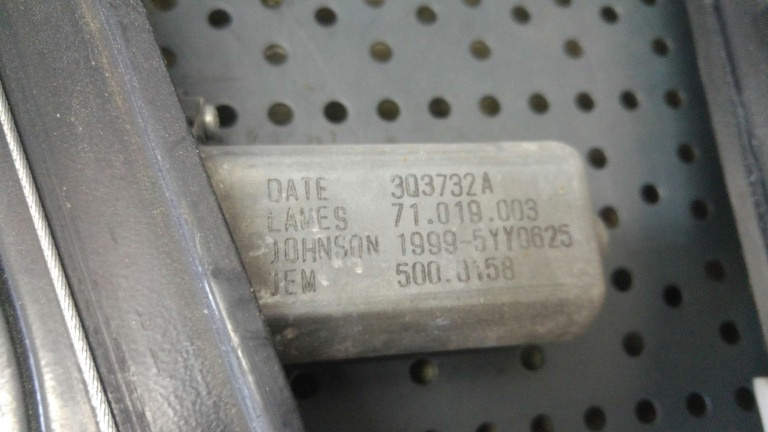 DATE 3Q3732A
LAMES 71.019.003
JOHNSON 1999-5YY0625
JEM 500.0158